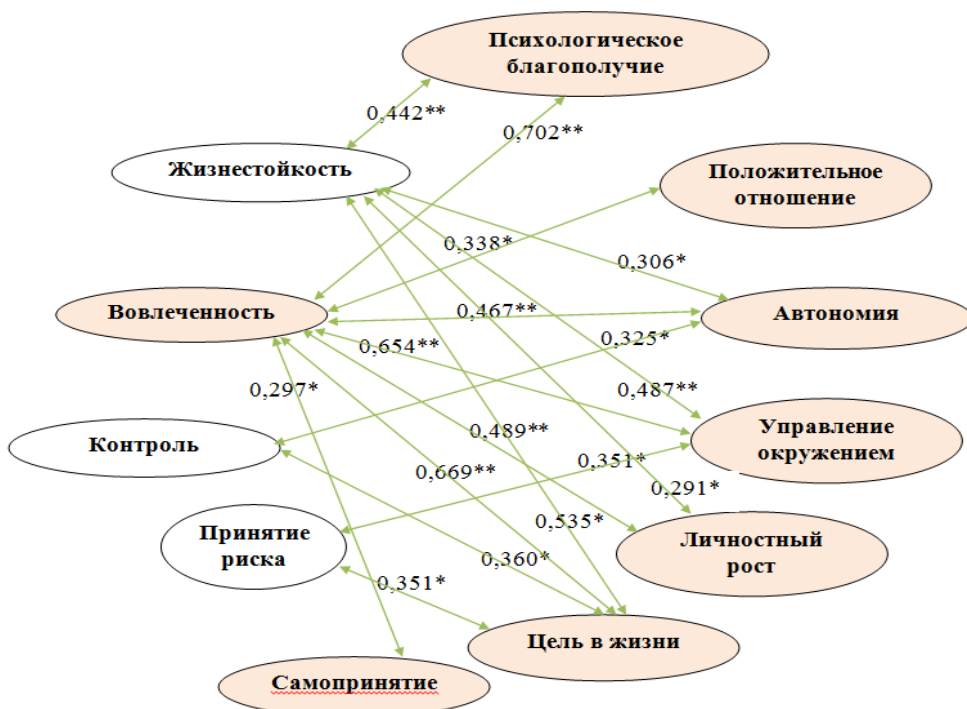 Психологическое
благополучие
0,442**
0,702**
Жизнестойкость
Положительное
отношение
0,338*
0,306*
Вовлеченность
0,467**
Автономия
0,654**
0,325*
0,297*
0,487**
Контроль
0,489**
Управление
окружением
0,351*
0,669**
0,291*
Принятие
риска
0,535*
Личностный
рост
0,360*
0,351*
Цель в жизни
Самопринятие